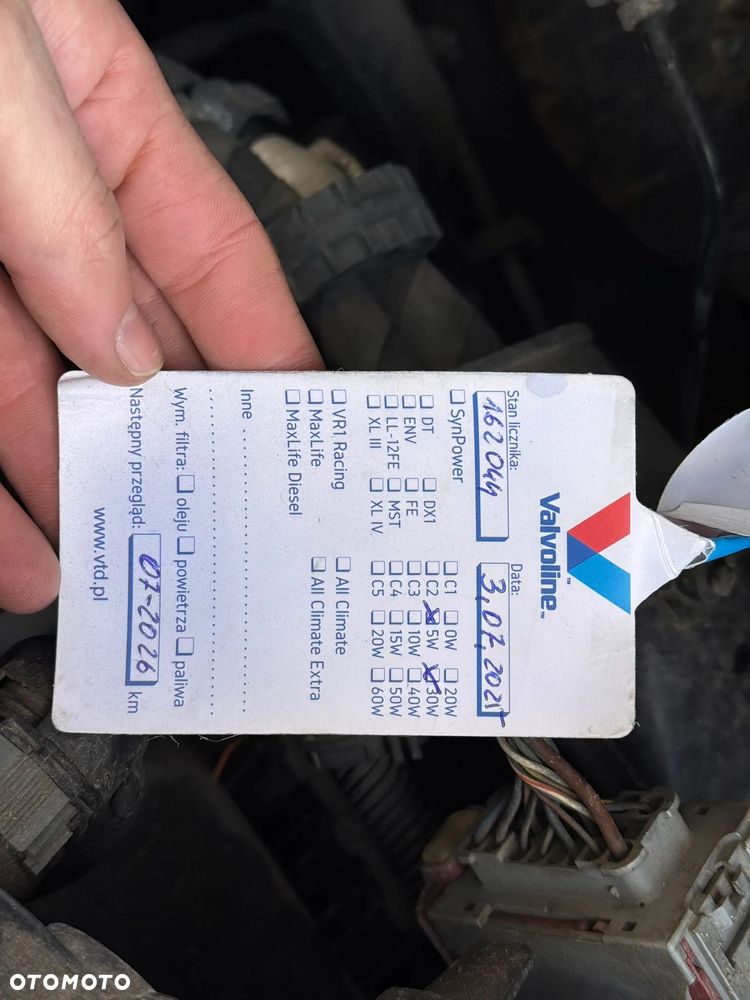 Valvoline™
Stan licznika: Data:
162044 3,07,2025
☐ SynPower
☐ DT ☐ DX1 ☐ C1 ☐ 0W ☐ 20W
☐ ENV ☐ FE ☐ C2 ☒ 5W ☒ 30W
☐ LL-12FE ☐ MST ☐ C3 ☐ 10W ☐ 40W
☐ XL III ☐ XL IV ☐ C4 ☐ 15W ☐ 50W
☐ C5 ☐ 20W ☐ 60W
☐ VR1 Racing ☐ All Climate
☐ MaxLife ☐ All Climate Extra
☐ MaxLife Diesel
Inne
Wym. filtra: ☐ oleju ☐ powietrza ☐ paliwa
Następny przegląd: 07-2026 km
www.vtd.pl
OTOMOTO